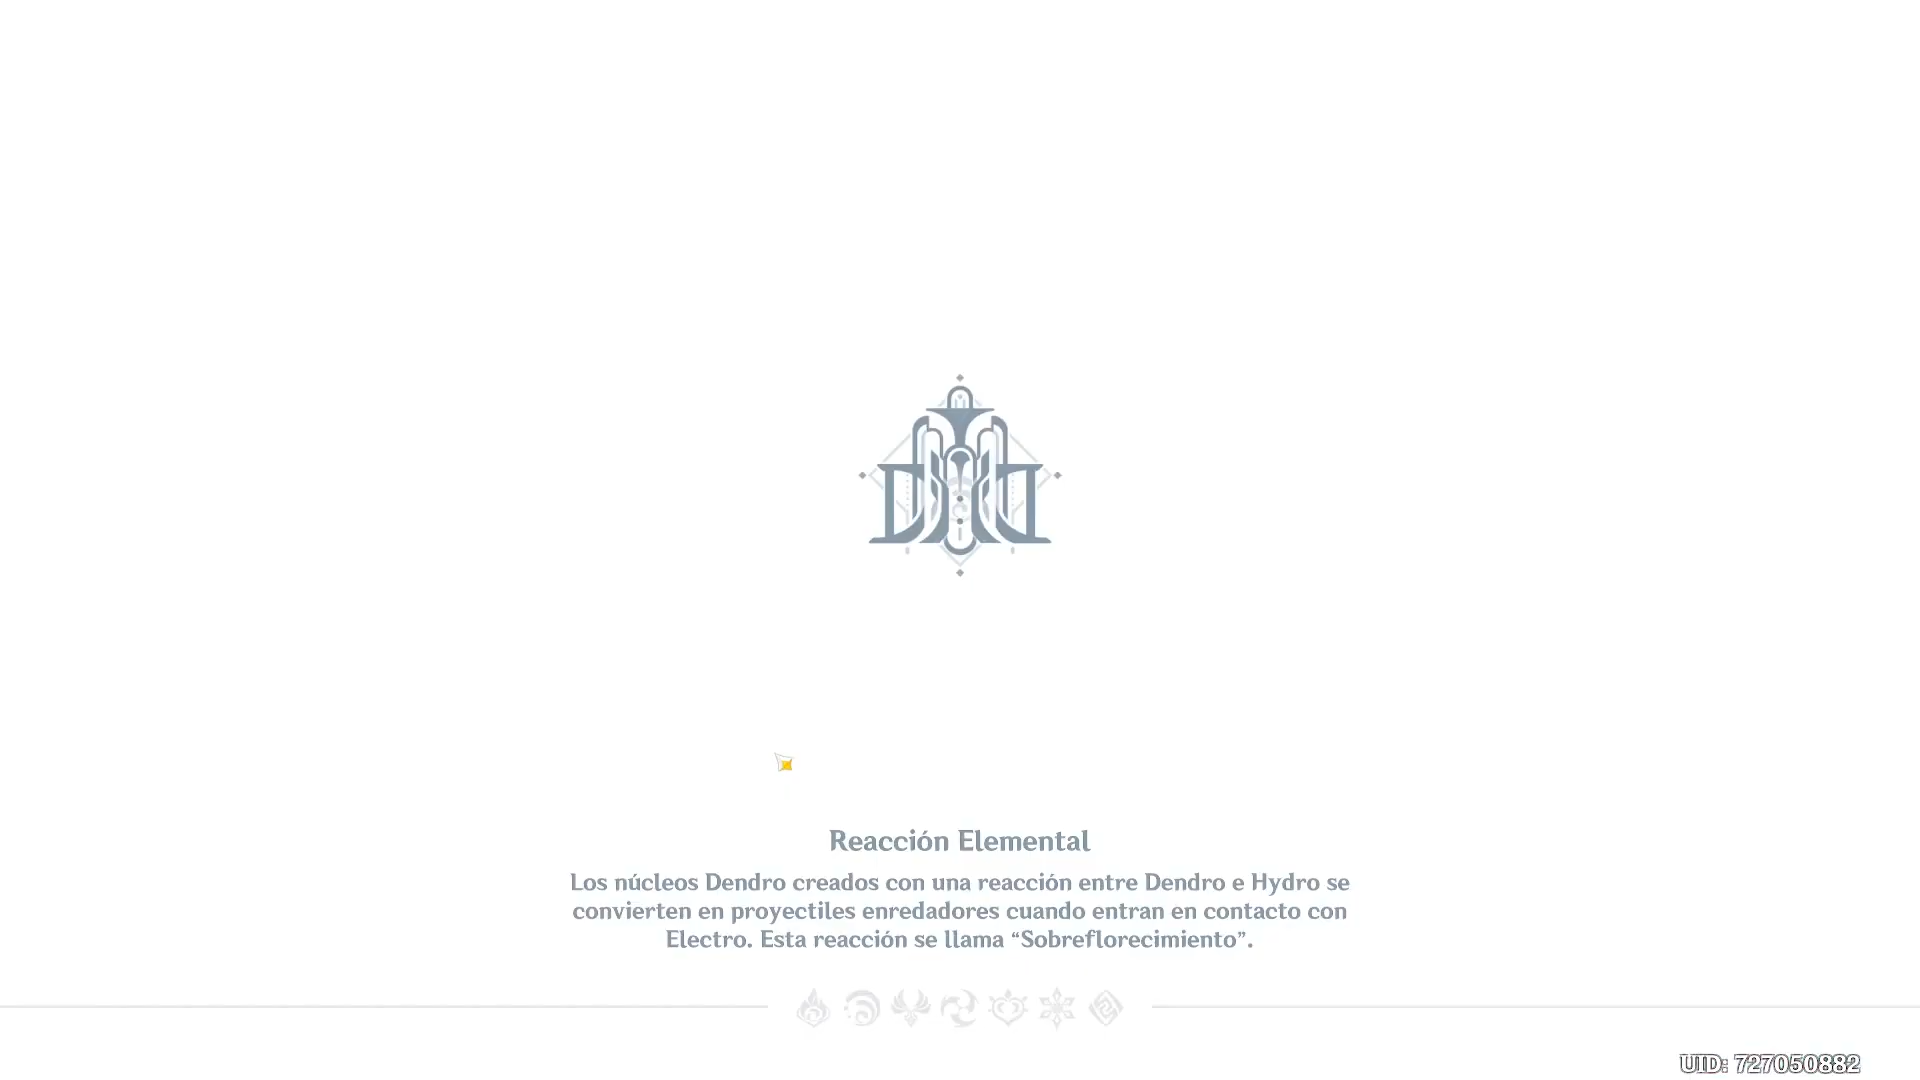 Reacción Elemental
Los núcleos Dendro creados con una reacción entre Dendro e Hydro se
convierten en proyectiles enredadores cuando entran en contacto con
Electro. Esta reacción se llama “Sobreflorecimiento”.
UID: 727050882